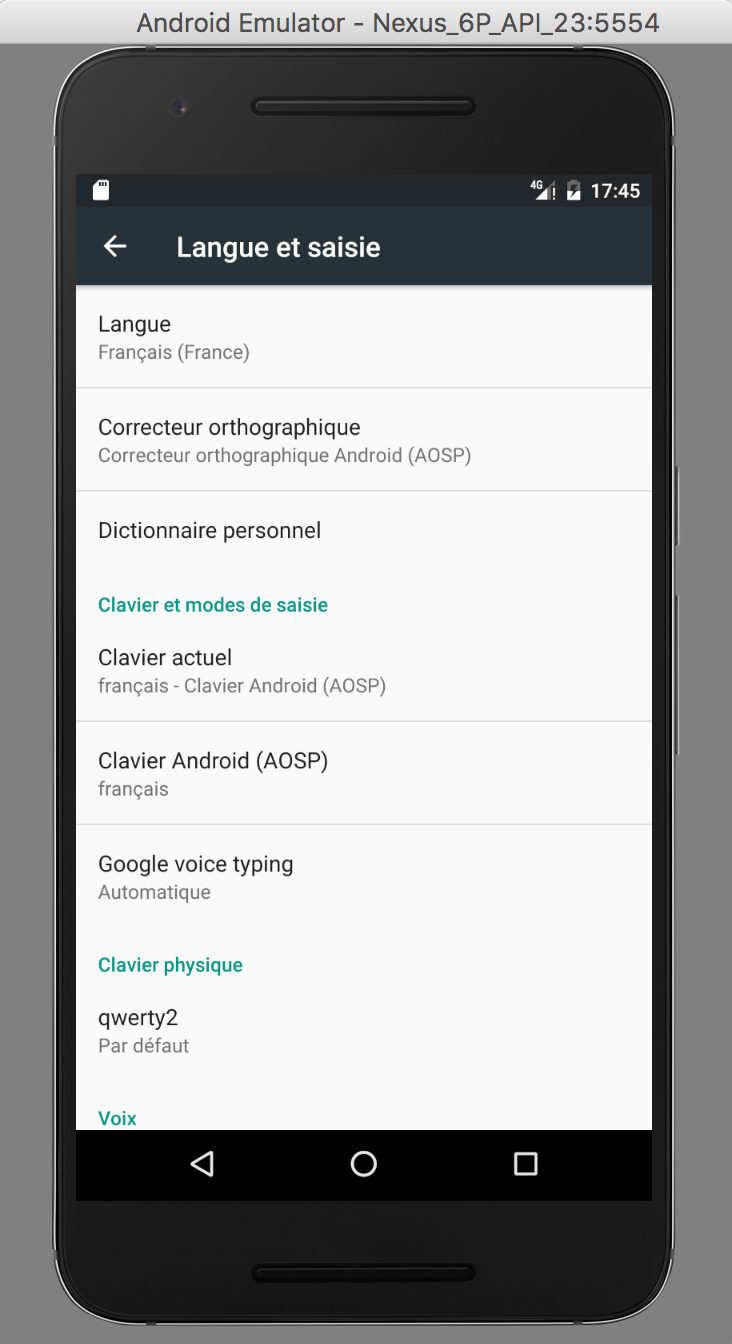 Android Emulator - Nexus_6P_API_23:5554
4G 17:45
Langue et saisie
Langue
Français (France)
Correcteur orthographique
Correcteur orthographique Android (AOSP)
Dictionnaire personnel
Clavier et modes de saisie
Clavier actuel
français - Clavier Android (AOSP)
Clavier Android (AOSP)
français
Google voice typing
Automatique
Clavier physique
qwerty2
Par défaut
Voix